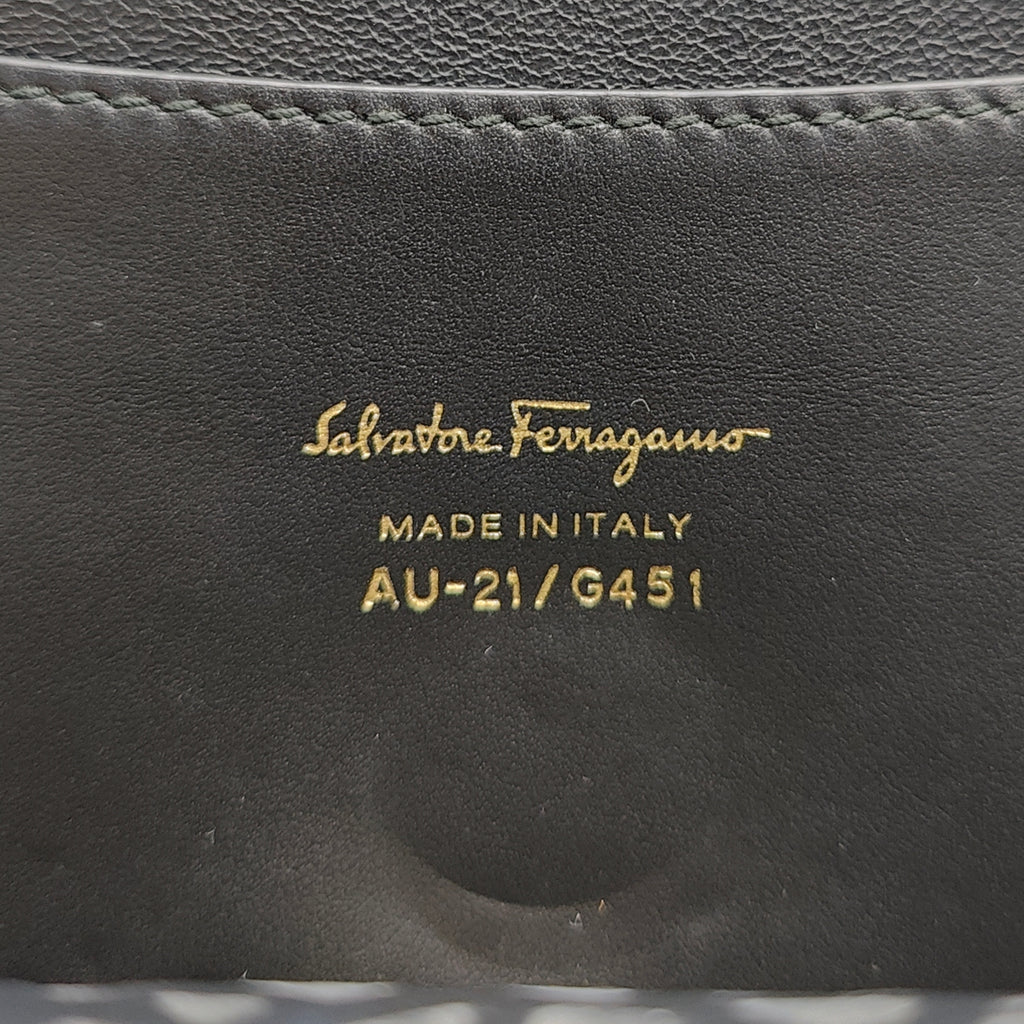 Salvatore Ferragamo
MADE IN ITALY
AU-21/G451